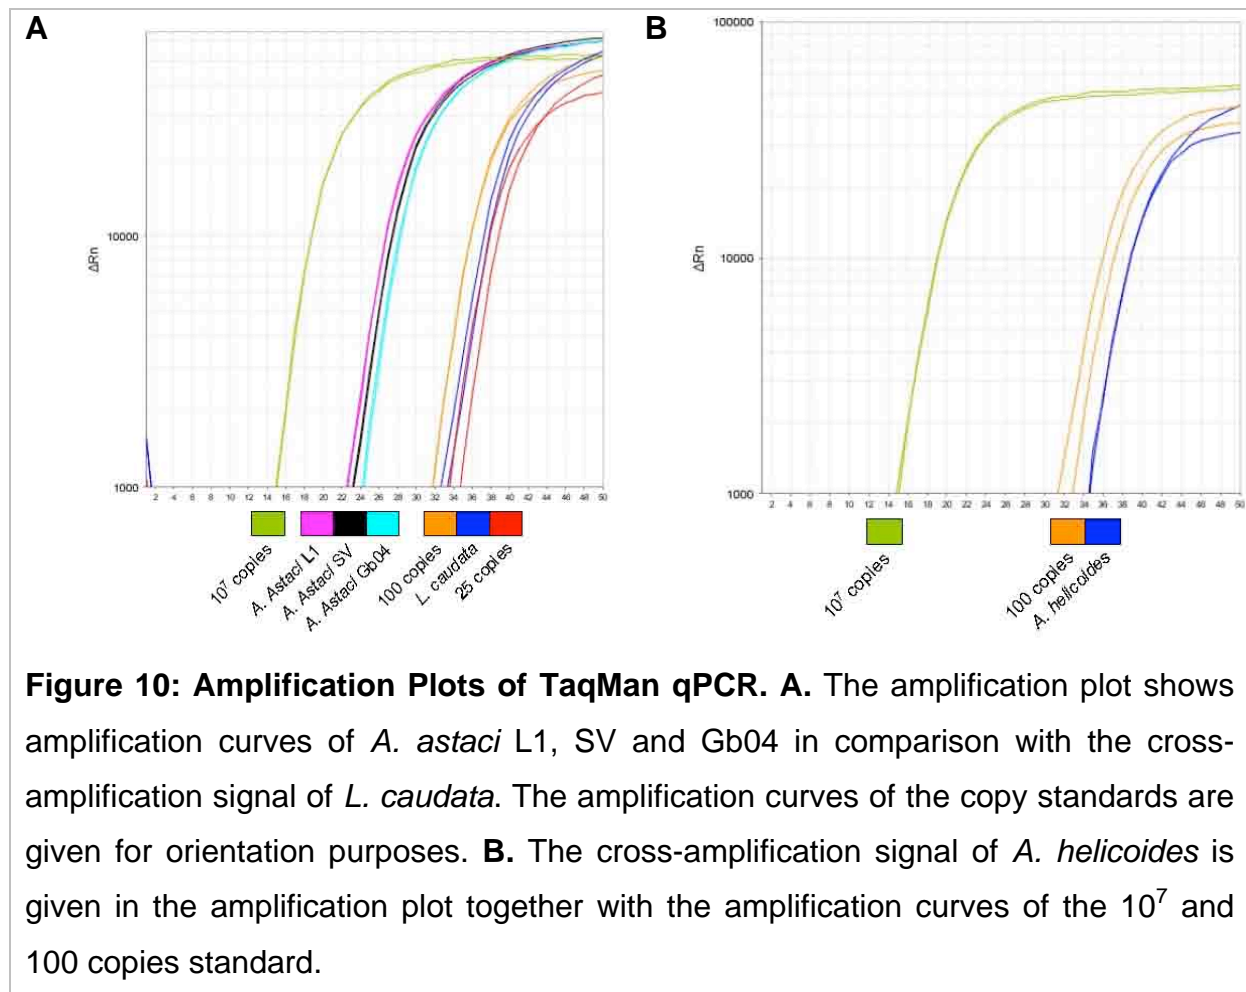 A
B
100000
10000
1000
ΔRn
2 4 6 8 10 12 14 16 18 20 22 24 26 28 30 32 34 36 38 40 42 44 46 48 50
10000
1000
ΔRn
2 4 6 8 10 12 14 16 18 20 22 24 26 28 30 32 34 36 38 40 42 44 46 48 50
10⁷ copies
A. Astaci L1
A. Astaci SV
A. Astaci Gb04
100 copies
L. caudata
25 copies
10⁷ copies
100 copies
A. helicoides
Figure 10: Amplification Plots of TaqMan qPCR. A. The amplification plot shows
amplification curves of A. astaci L1, SV and Gb04 in comparison with the cross-
amplification signal of L. caudata. The amplification curves of the copy standards are
given for orientation purposes. B. The cross-amplification signal of A. helicoides is
given in the amplification plot together with the amplification curves of the 10⁷ and
100 copies standard.